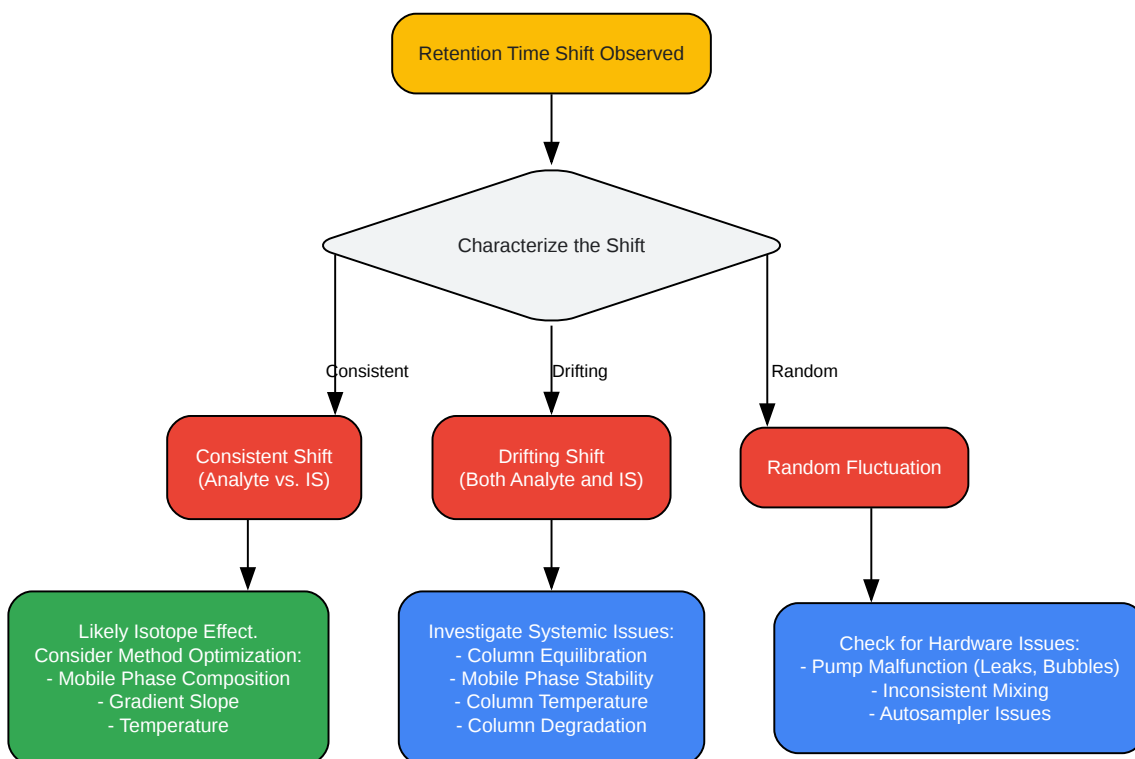 Retention Time Shift Observed
Characterize the Shift
Consistent
Drifting
Random
Consistent Shift
(Analyte vs. IS)
Drifting Shift
(Both Analyte and IS)
Random Fluctuation
Likely Isotope Effect.
Consider Method Optimization:
- Mobile Phase Composition
- Gradient Slope
- Temperature
Investigate Systemic Issues:
- Column Equilibration
- Mobile Phase Stability
- Column Temperature
- Column Degradation
Check for Hardware Issues:
- Pump Malfunction (Leaks, Bubbles)
- Inconsistent Mixing
- Autosampler Issues